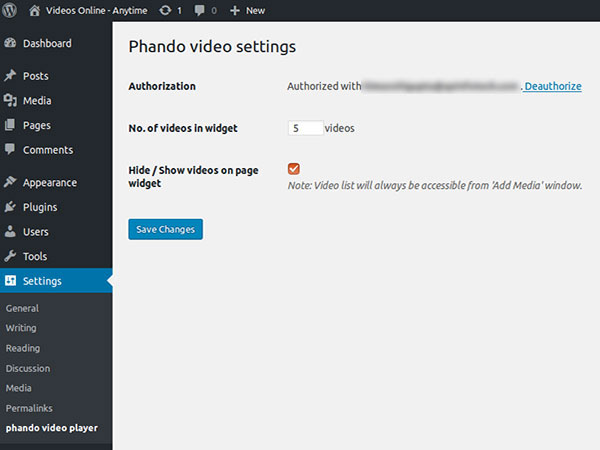 Videos Online - Anytime 1 0 New
Dashboard
Posts
Media
Pages
Comments
Appearance
Plugins
Users
Tools
Settings
General
Writing
Reading
Discussion
Media
Permalinks
phando video player
Phando video settings
Authorization Authorized with . Deauthorize
No. of videos in widget 5 videos
Hide / Show videos on page
widget
Note: Video list will always be accessible from 'Add Media' window.
Save Changes